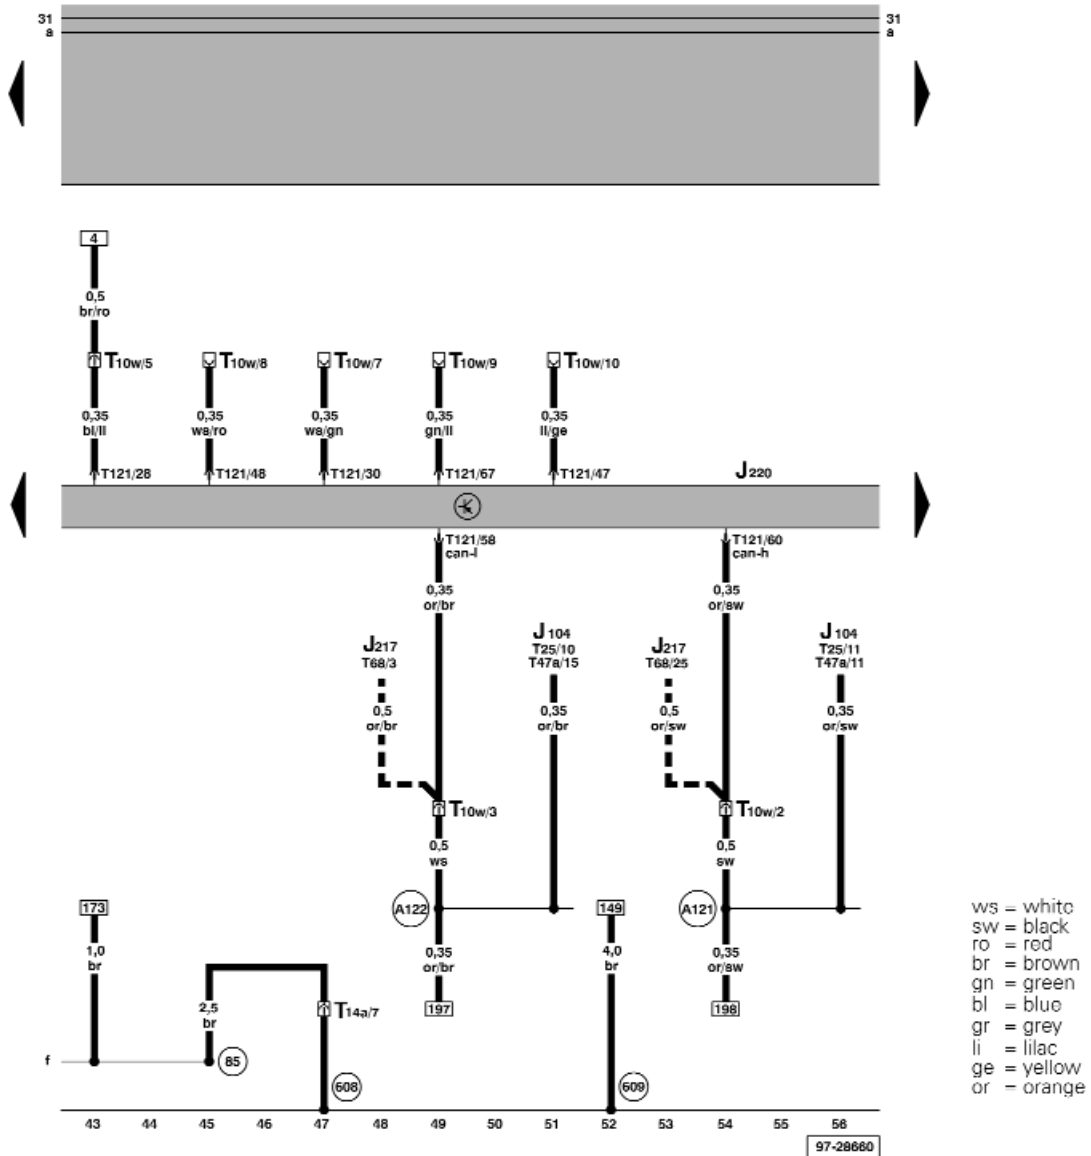 31 31
a a
4
0,5
br/ro
T10w/5 T10w/8 T10w/7 T10w/9 T10w/10
0,35 0,35 0,35 0,35 0,35
bl/li ws/ro ws/gn gn/li li/ge
T121/28 T121/48 T121/30 T121/67 T121/47 J220
T121/58 T121/60
can-l can-h
0,35 0,35
or/br or/sw
J217 J104 J217 J104
T68/3 T25/10 T68/25 T25/11
T47a/15 T47a/11
0,5 0,35 0,5 0,35
or/br or/br or/sw or/sw
T10w/3 T10w/2
0,5 0,5
ws sw
173 A122 149 A121
1,0 0,35 4,0 0,35
br or/br br or/sw
2,5 T14a/7 197 198
br
f 85
608 609
43 44 45 46 47 48 49 50 51 52 53 54 55 56
97-28660
ws = white
sw = black
ro = red
br = brown
gn = green
bl = blue
gr = grey
li = lilac
ge = yellow
or = orange